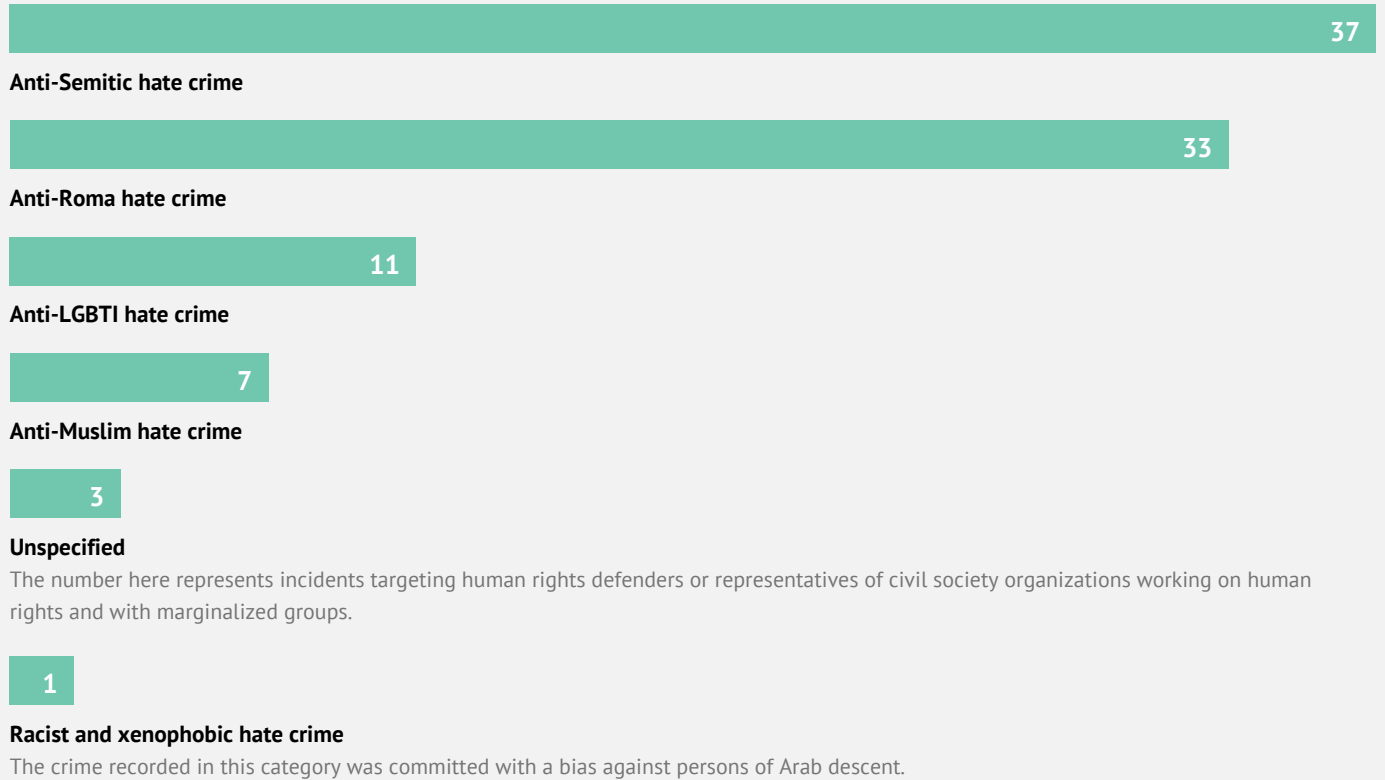 37
Anti-Semitic hate crime
33
Anti-Roma hate crime
11
Anti-LGBTI hate crime
7
Anti-Muslim hate crime
3
Unspecified
The number here represents incidents targeting human rights defenders or representatives of civil society organizations working on human
rights and with marginalized groups.
1
Racist and xenophobic hate crime
The crime recorded in this category was committed with a bias against persons of Arab descent.